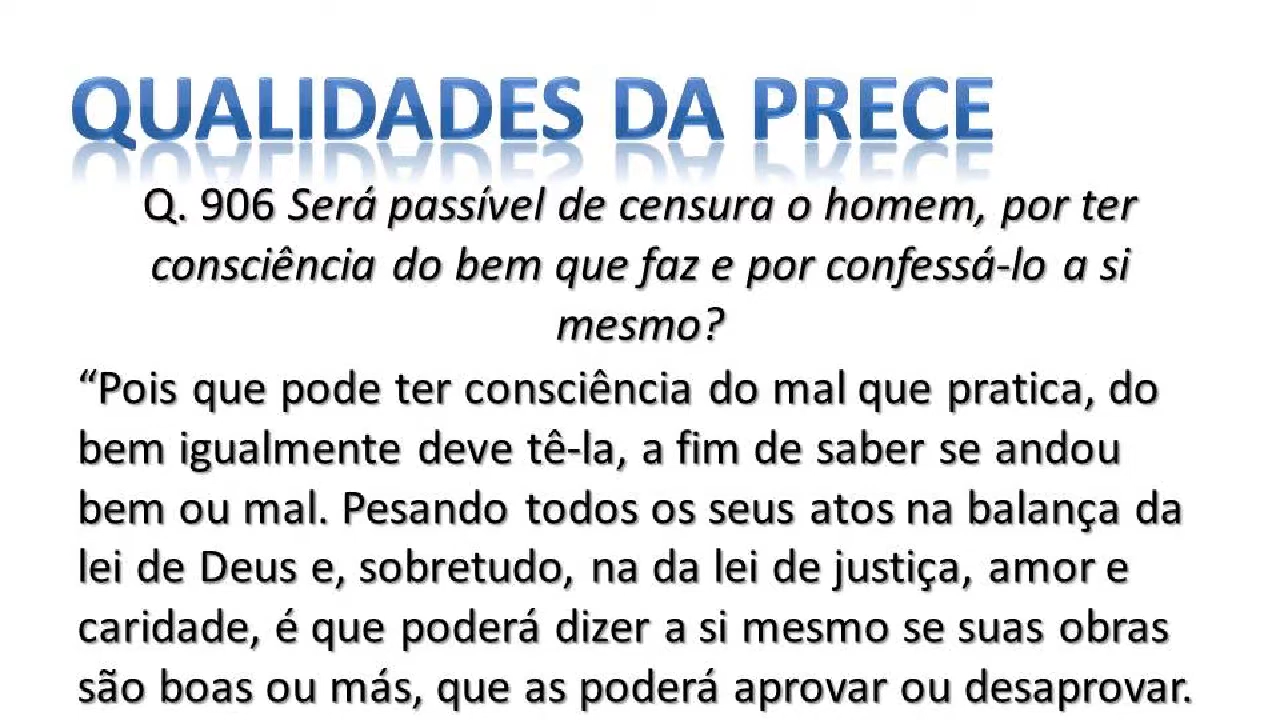 QUALIDADES DA PRECE
Q. 906 Será passível de censura o homem, por ter
consciência do bem que faz e por confessá-lo a si
mesmo?
“Pois que pode ter consciência do mal que pratica, do
bem igualmente deve tê-la, a fim de saber se andou
bem ou mal. Pesando todos os seus atos na balança da
lei de Deus e, sobretudo, na da lei de justiça, amor e
caridade, é que poderá dizer a si mesmo se suas obras
são boas ou más, que as poderá aprovar ou desaprovar.